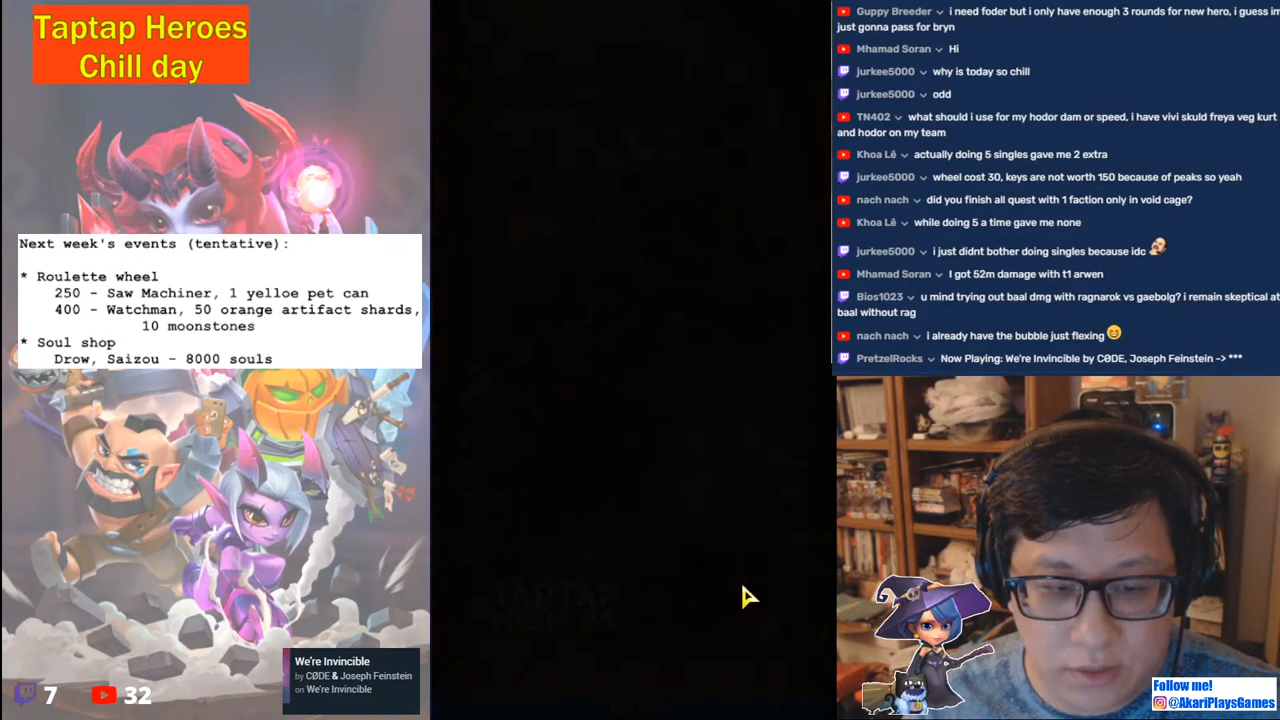 Taptap Heroes
Chill day
Next week's events (tentative):
* Roulette wheel
250 - Saw Machiner, 1 yelloe pet can
400 - Watchman, 50 orange artifact shards,
10 moonstones
* Soul shop
Drow, Saizou - 8000 souls
We're Invincible
by CØDE & Joseph Feinstein
on We're Invincible
7
32
TAPTAP
HEROES
Guppy Breeder i need foder but i only have enough 3 rounds for new hero, i guess im
just gonna pass for bryn
Mhamad Soran Hi
jurkee5000 why is today so chill
jurkee5000 odd
TN402 what should i use for my hodor dam or speed, i have vivi skuld freya veg kurt
and hodor on my team
Khoa Lê actually doing 5 singles gave me 2 extra
jurkee5000 wheel cost 30, keys are not worth 150 because of peaks so yeah
nach nach did you finish all quest with 1 faction only in void cage?
Khoa Lê while doing 5 a time gave me none
jurkee5000 i just didnt bother doing singles because idc
Mhamad Soran I got 52m damage with t1 arwen
Bios1023 u mind trying out baal dmg with ragnarok vs gaebolg? i remain skeptical at
baal without rag
nach nach i already have the bubble just flexing
PretzelRocks Now Playing: We're Invincible by CØDE, Joseph Feinstein -> ***
Follow me!
@AkariPlaysGames